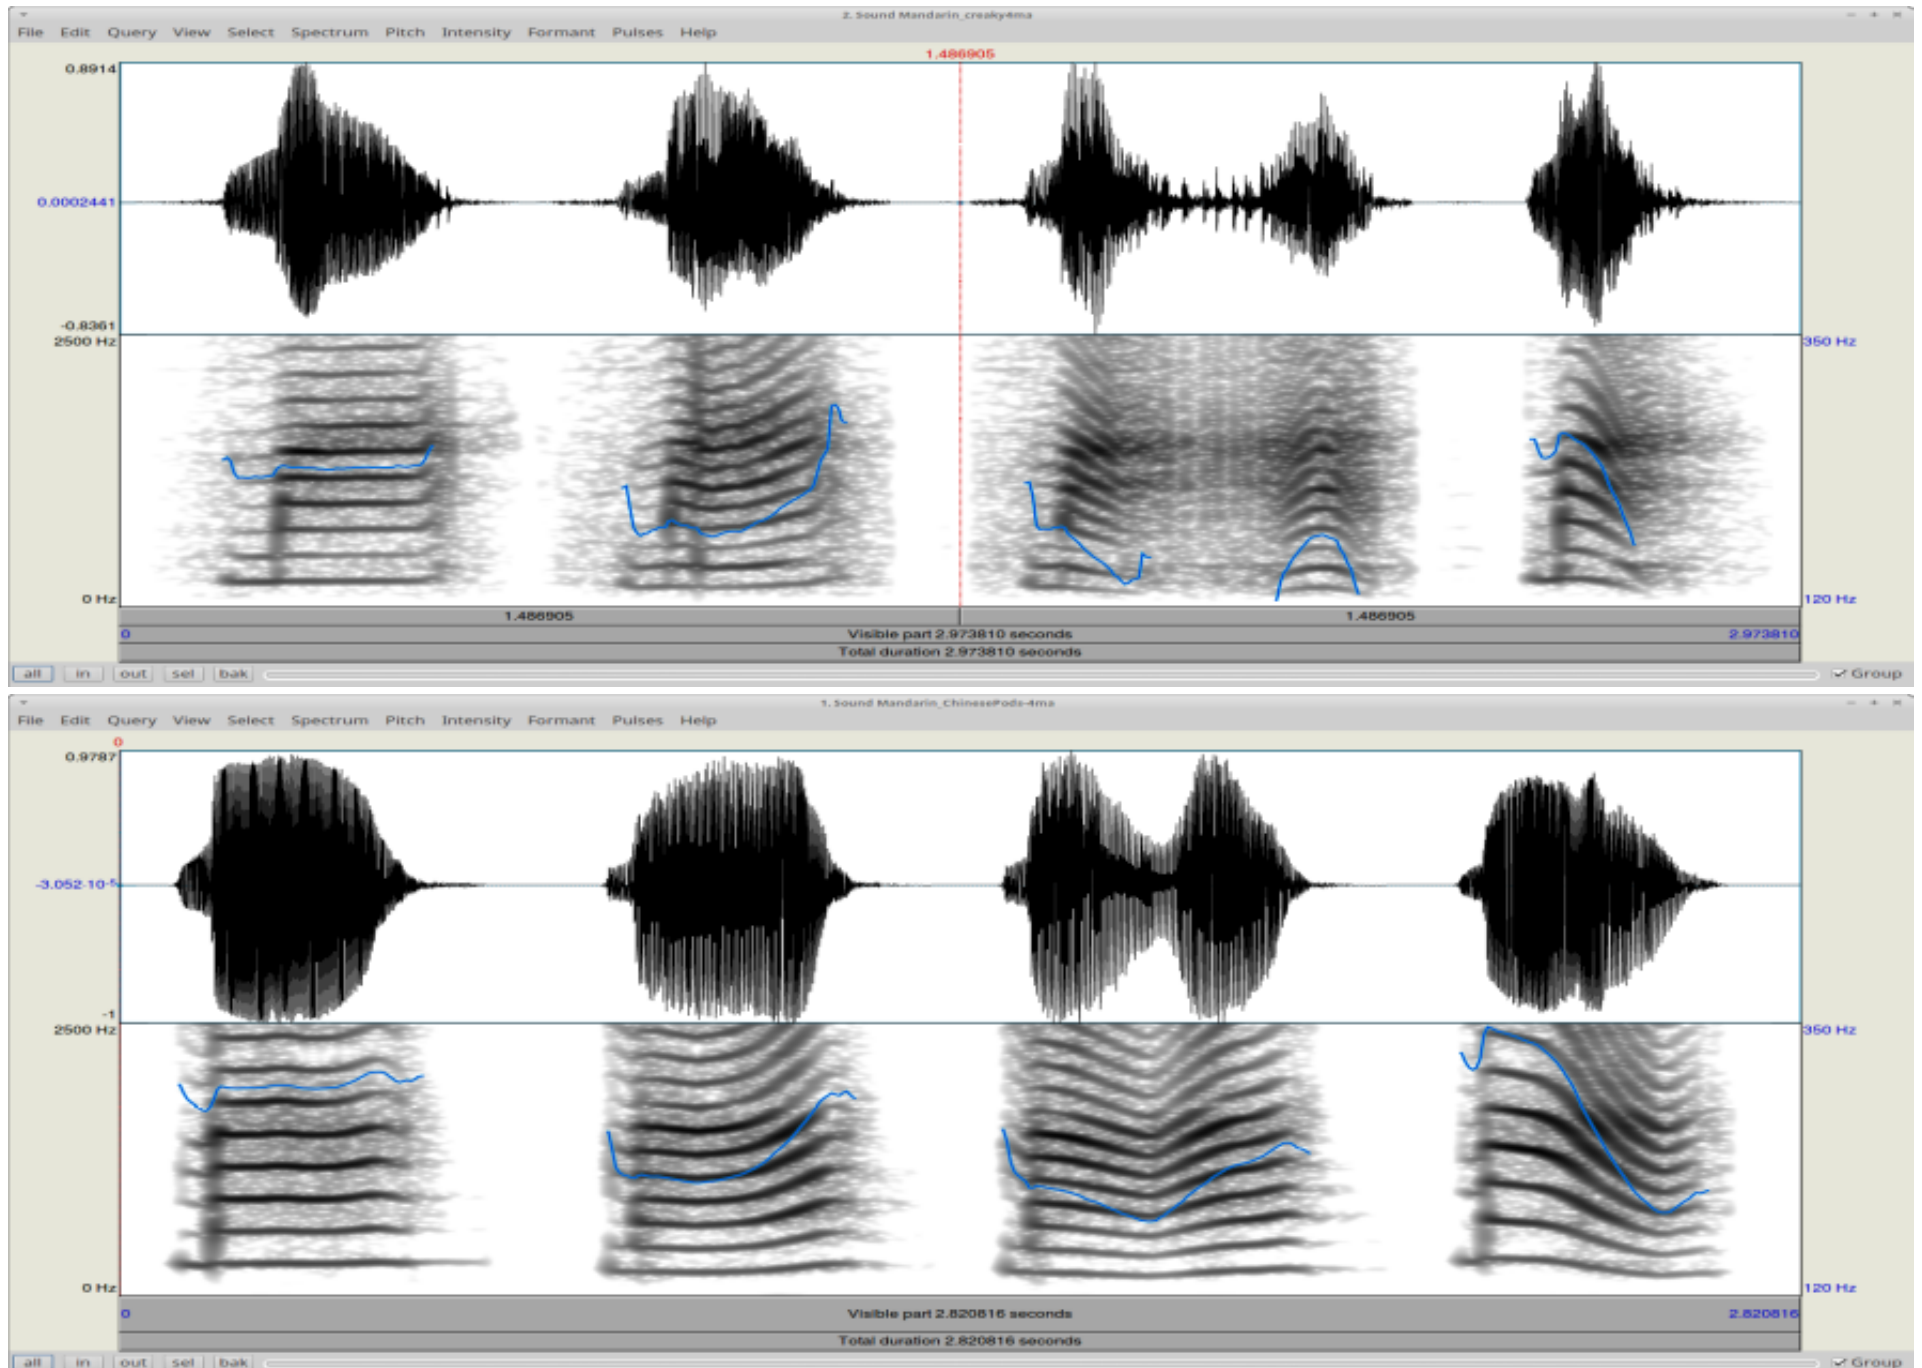 2. Sound Mandarin_creaky4ma
File Edit Query View Select Spectrum Pitch Intensity Formant Pulses Help
1.486905
0.8914
0.0002441
-0.8361
2500 Hz
350 Hz
0 Hz
120 Hz
1.486905 1.486905
0 Visible part 2.973810 seconds 2.973810
Total duration 2.973810 seconds
all in out sel bak Group
1. Sound Mandarin_ChinesePods-4ma
File Edit Query View Select Spectrum Pitch Intensity Formant Pulses Help
0
0.9787
-3.052·10-5
-1
2500 Hz
350 Hz
0 Hz
120 Hz
0 Visible part 2.820816 seconds 2.820816
Total duration 2.820816 seconds
all in out sel bak Group